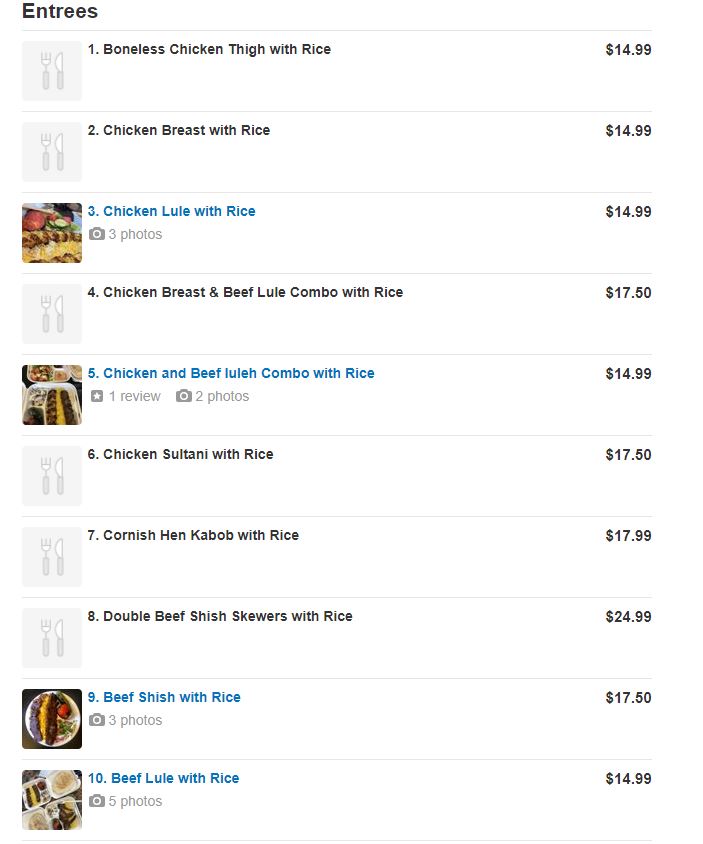 Entrees
1. Boneless Chicken Thigh with Rice $14.99
2. Chicken Breast with Rice $14.99
3. Chicken Lule with Rice $14.99
3 photos
4. Chicken Breast & Beef Lule Combo with Rice $17.50
5. Chicken and Beef luleh Combo with Rice $14.99
1 review 2 photos
6. Chicken Sultani with Rice $17.50
7. Cornish Hen Kabob with Rice $17.99
8. Double Beef Shish Skewers with Rice $24.99
9. Beef Shish with Rice $17.50
3 photos
10. Beef Lule with Rice $14.99
5 photos